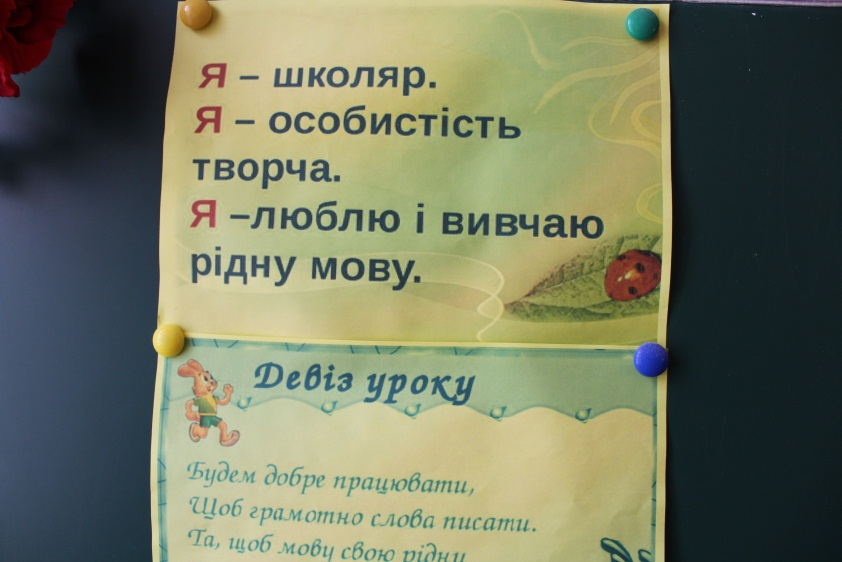 Я – школяр.
Я – особистість
творча.
Я –люблю і вивчаю
рідну мову.
Девіз уроку
Будем добре працювати,
Щоб грамотно слова писати.
Та, щоб мову свою рідну